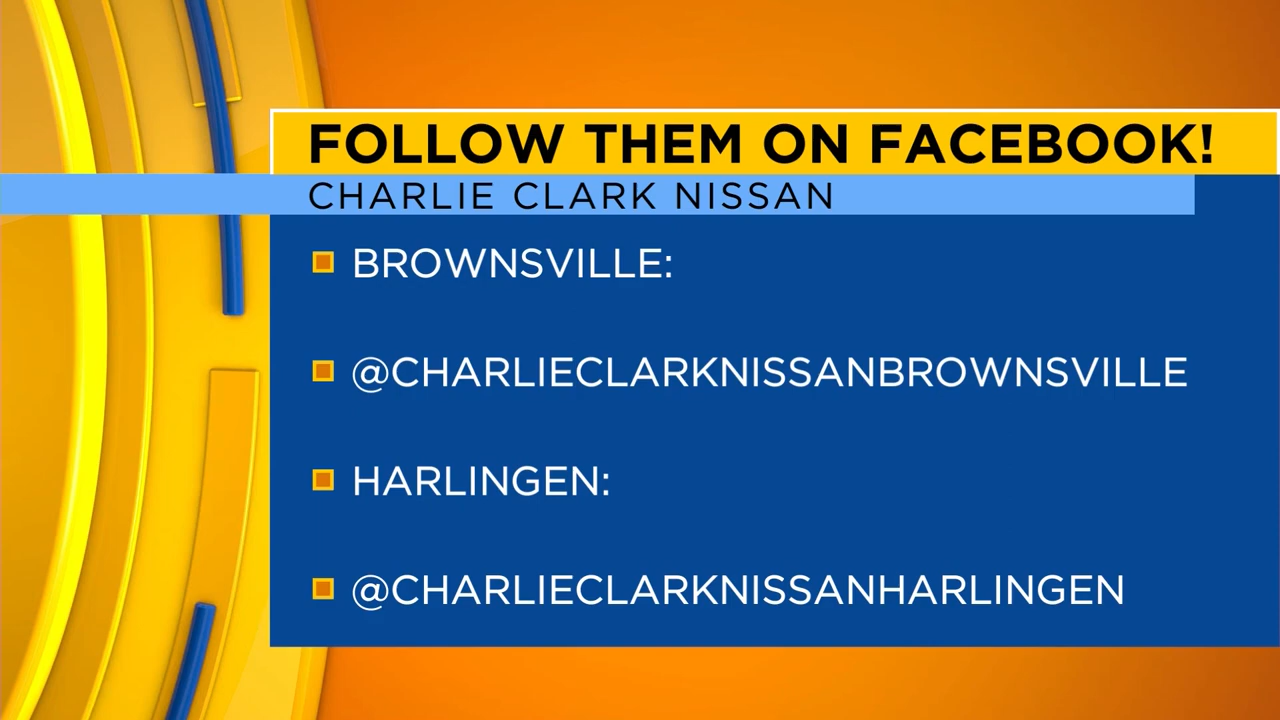 FOLLOW THEM ON FACEBOOK!
CHARLIE CLARK NISSAN
BROWNSVILLE:
@CHARLIECLARKNISSANBROWNSVILLE
HARLINGEN:
@CHARLIECLARKNISSANHARLINGEN